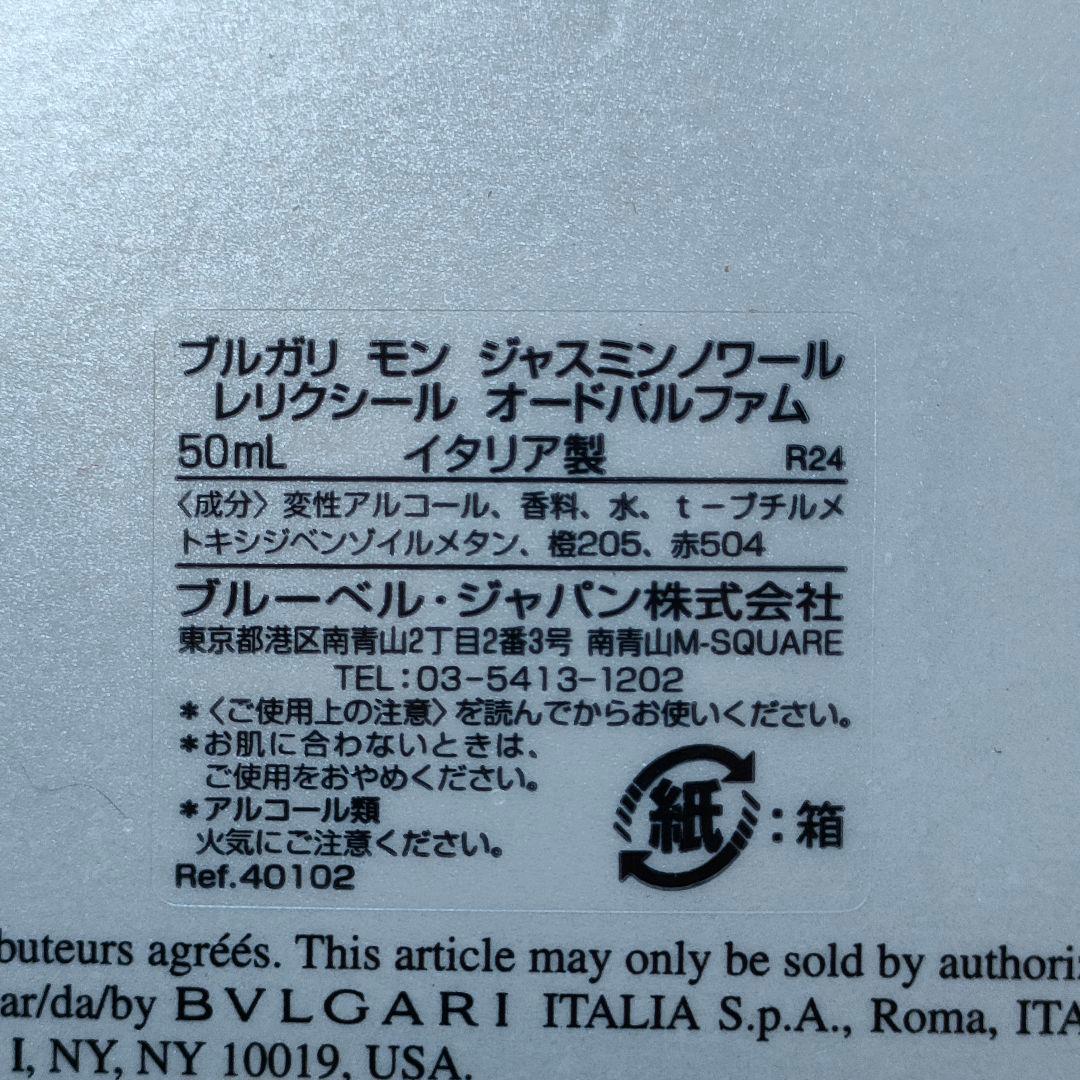 ブルガリ モン ジャスミンノワール
レリクシール オードパルファム
50mL イタリア製 R24
〈成分〉変性アルコール、香料、水、t－ブチルメ
トキシジベンゾイルメタン、橙205、赤504
ブルーベル・ジャパン株式会社
東京都港区南青山2丁目2番3号 南青山M-SQUARE
TEL:03-5413-1202
＊〈ご使用上の注意〉を読んでからお使いください。
＊お肌に合わないときは、
ご使用をおやめください。
＊アルコール類
火気にご注意ください。
紙:箱
Ref.40102
buteurs agréés. This article may only be sold by authori
ar/da/by BVLGARI ITALIA S.p.A., Roma, ITA
I, NY, NY 10019, USA.